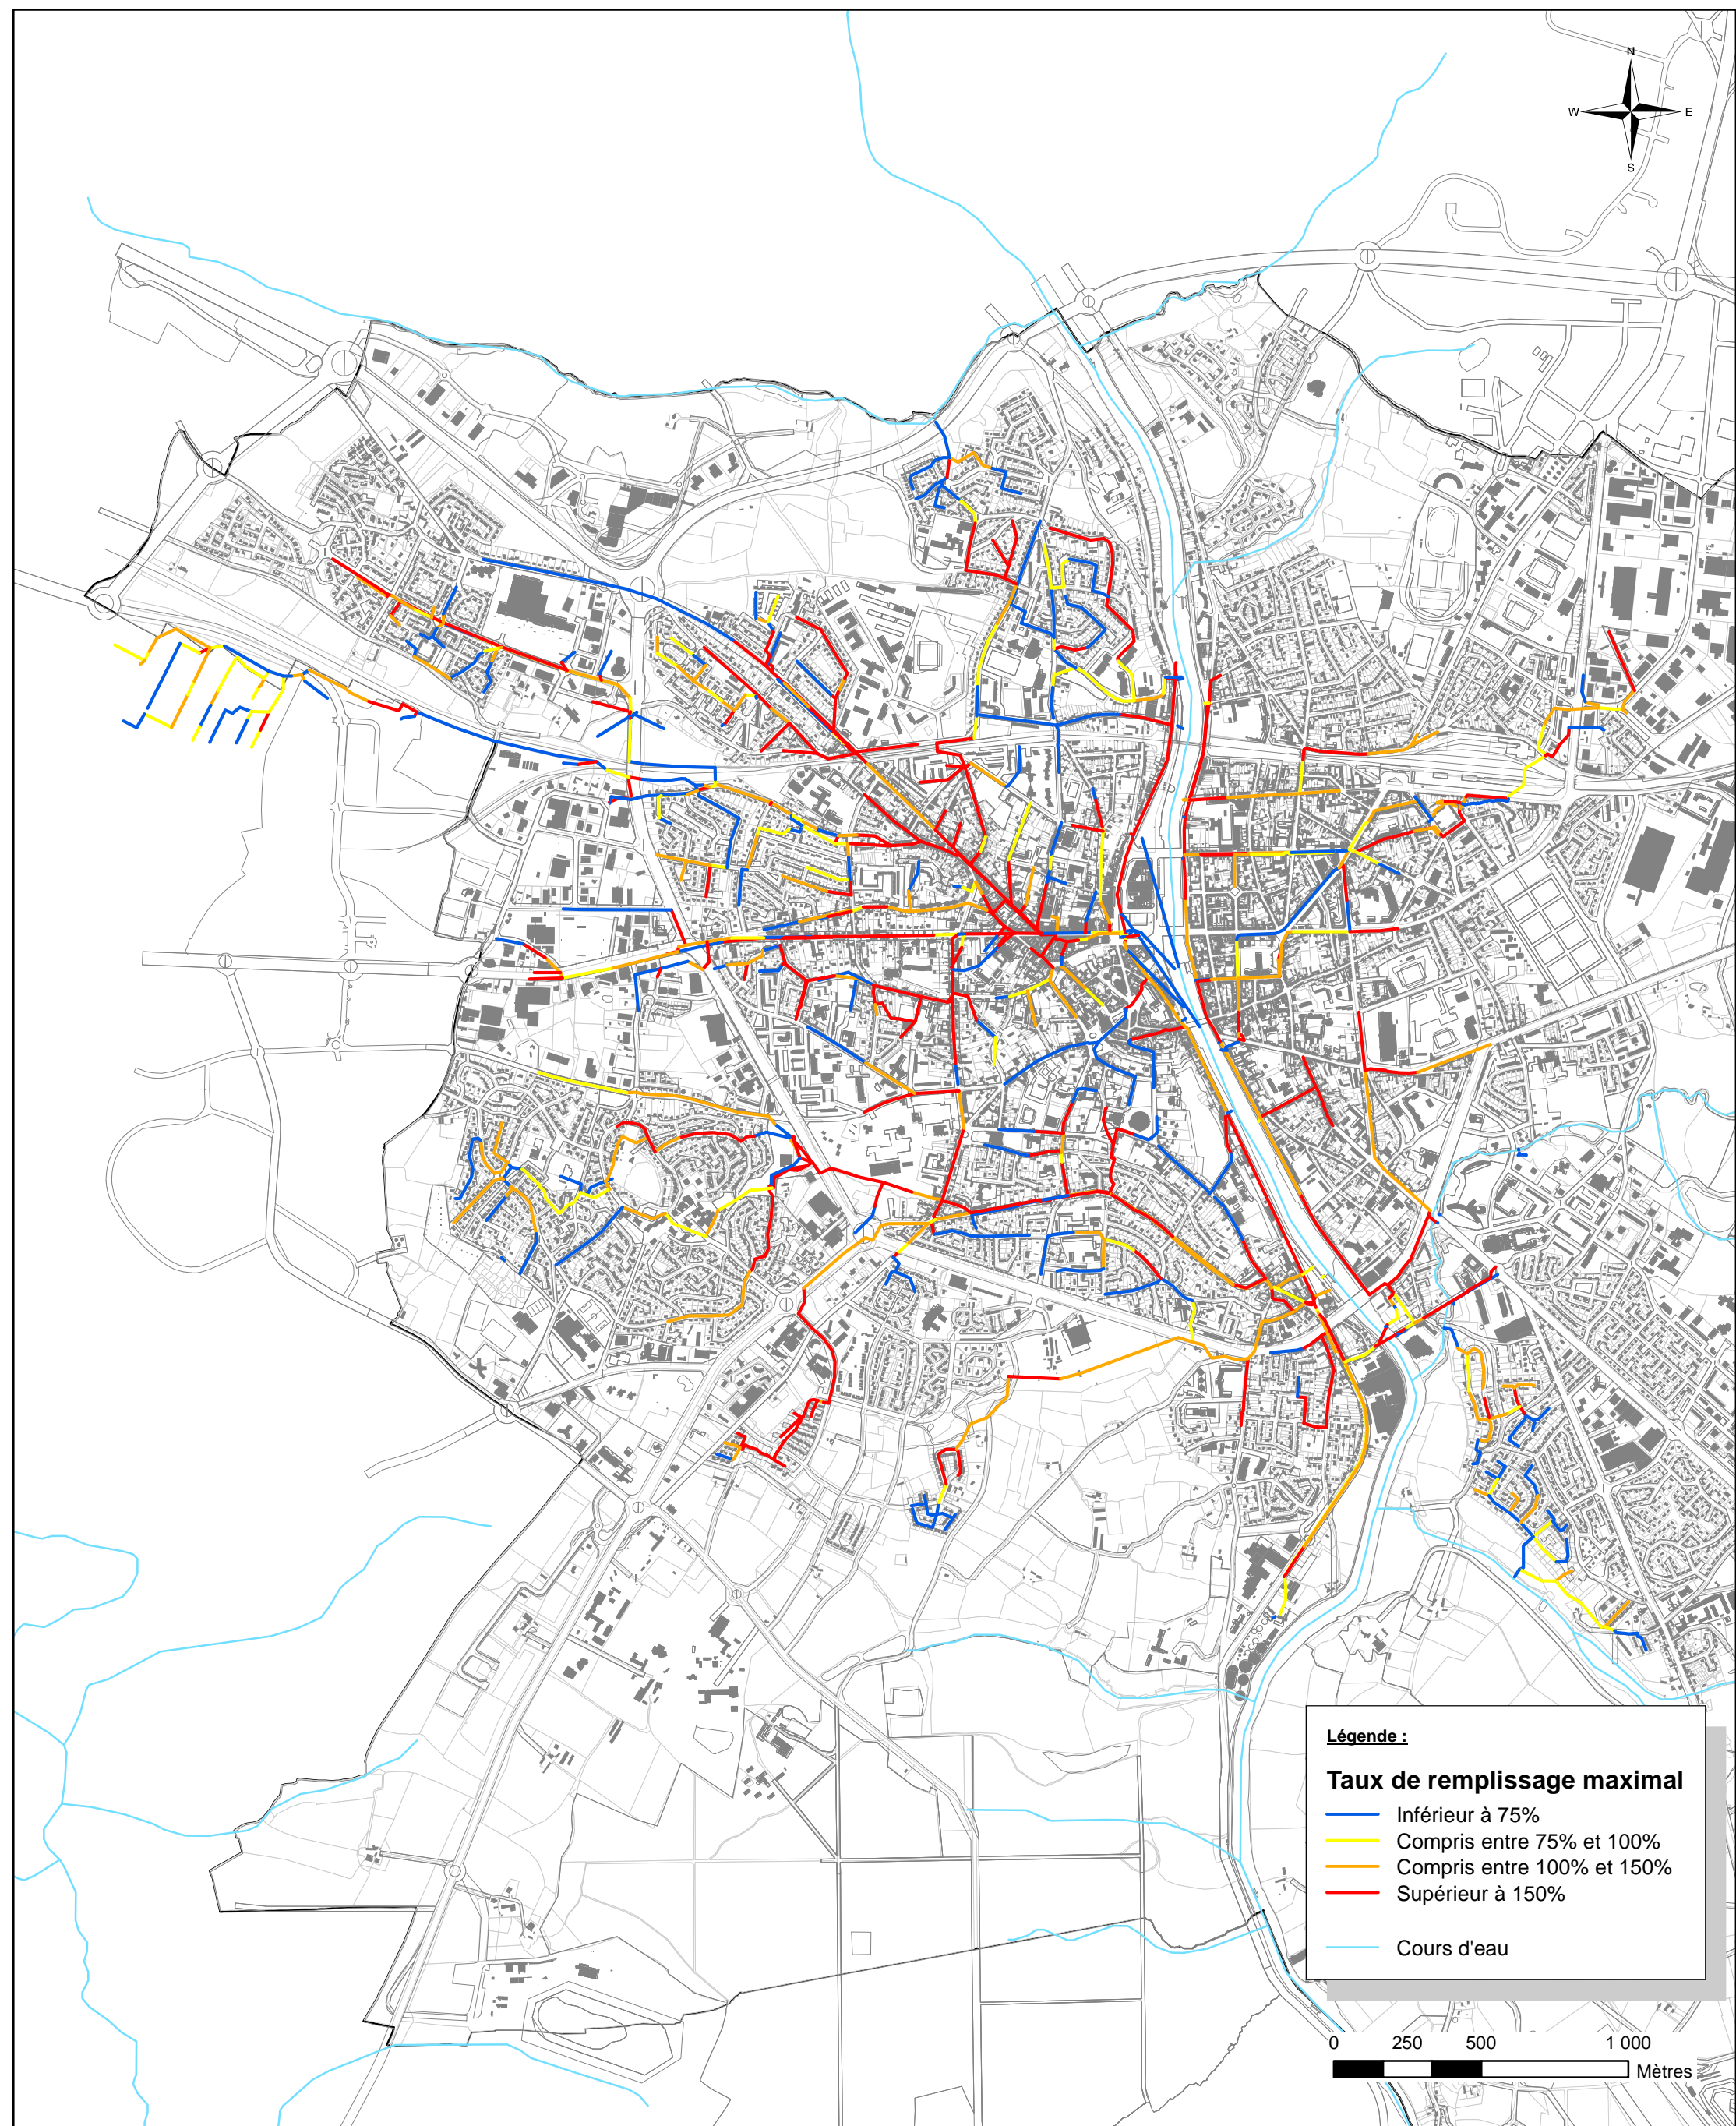 N
W
E
S
Légende :
Taux de remplissage maximal
Inférieur à 75%
Compris entre 75% et 100%
Compris entre 100% et 150%
Supérieur à 150%
Cours d'eau
0 250 500 1 000
Mètres